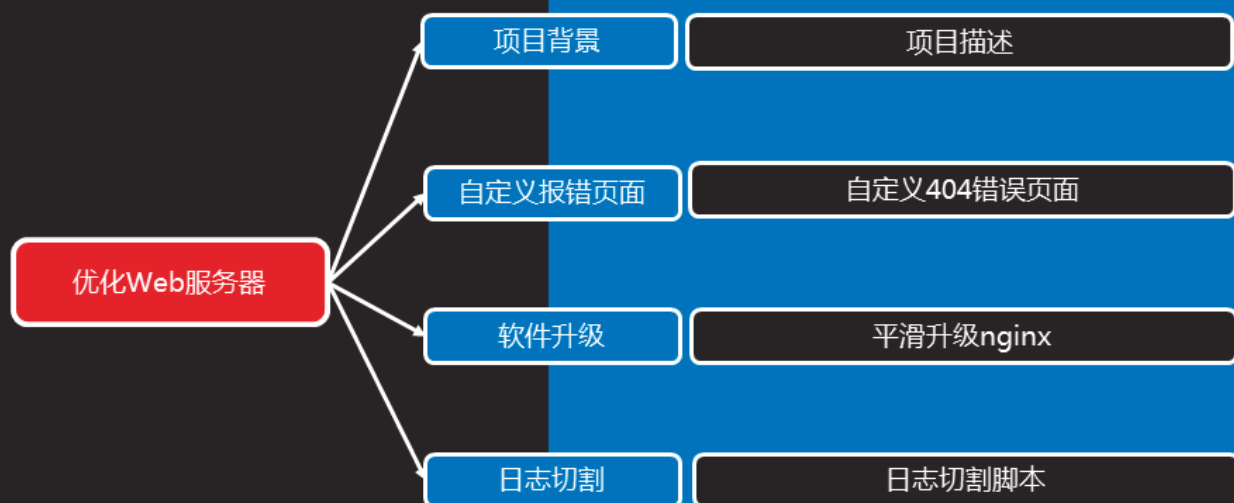 项目背景
项目描述
自定义报错页面
自定义404错误页面
优化Web服务器
软件升级
平滑升级nginx
日志切割
日志切割脚本